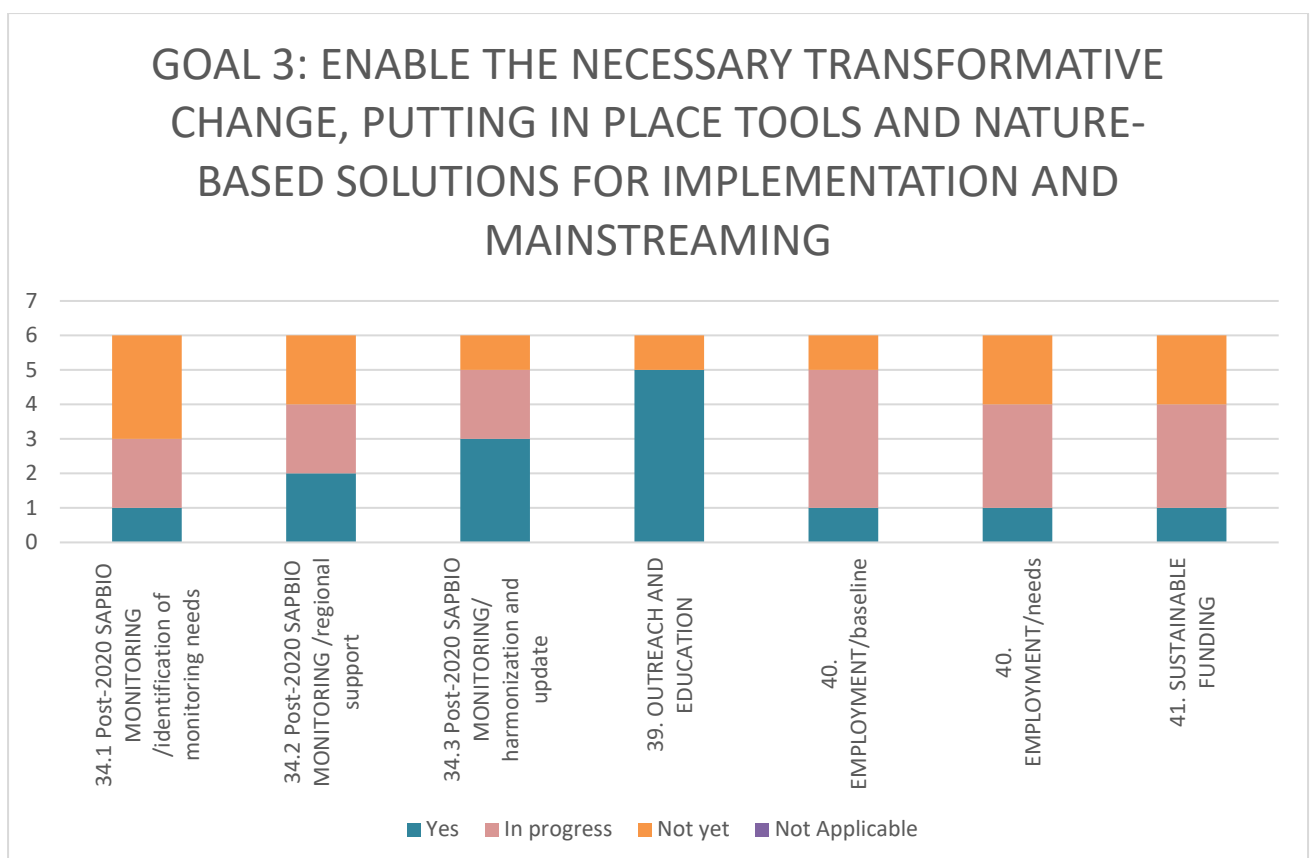 GOAL 3: ENABLE THE NECESSARY TRANSFORMATIVE
CHANGE, PUTTING IN PLACE TOOLS AND NATURE-
BASED SOLUTIONS FOR IMPLEMENTATION AND
MAINSTREAMING
7
6
5
4
3
2
1
0
34.1 Post-2020 SAPBIO
MONITORING
/identification of
monitoring needs
34.2 Post-2020 SAPBIO
MONITORING /regional
support
34.3 Post-2020 SAPBIO
MONITORING/
harmonization and
update
39. OUTREACH AND
EDUCATION
40.
EMPLOYMENT/baseline
40.
EMPLOYMENT/needs
41. SUSTAINABLE
FUNDING
Yes
In progress
Not yet
Not Applicable